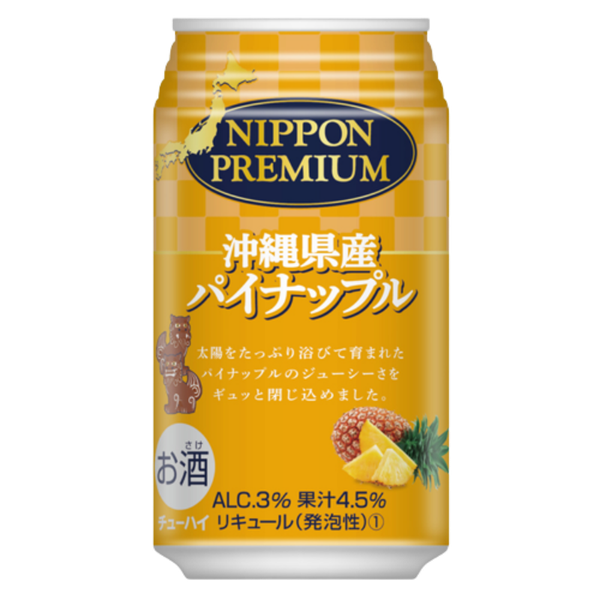 NIPPON
PREMIUM
沖縄県産
パイナップル
太陽をたっぷり浴びて育まれた
パイナップルのジューシーさを
ギュッと閉じ込めました。
さけ
お酒
ALC.3% 果汁4.5%
チューハイ リキュール(発泡性)①